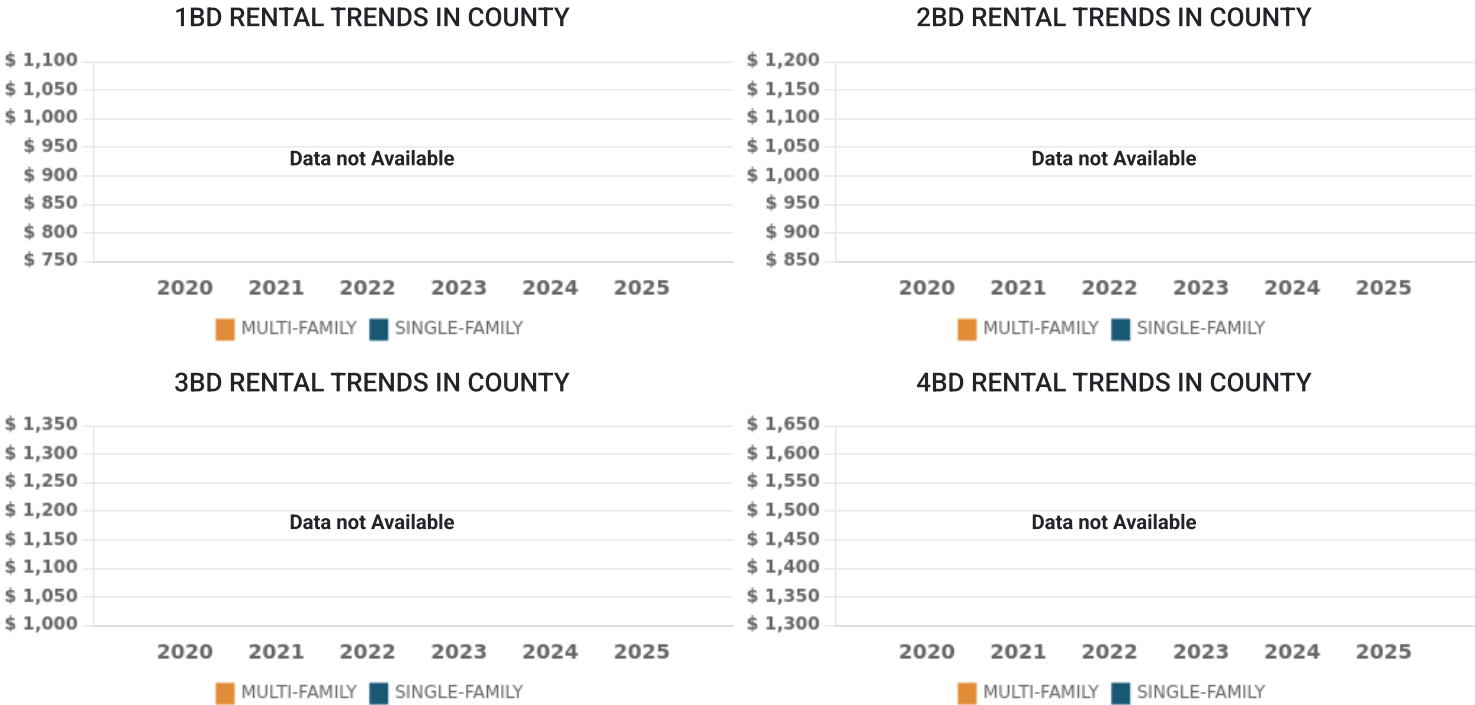 1BD RENTAL TRENDS IN COUNTY
$ 1,100
$ 1,050
$ 1,000
$ 950
$ 900
$ 850
$ 800
$ 750
Data not Available
2020 2021 2022 2023 2024 2025
MULTI-FAMILY SINGLE-FAMILY
2BD RENTAL TRENDS IN COUNTY
$ 1,200
$ 1,150
$ 1,100
$ 1,050
$ 1,000
$ 950
$ 900
$ 850
Data not Available
2020 2021 2022 2023 2024 2025
MULTI-FAMILY SINGLE-FAMILY
3BD RENTAL TRENDS IN COUNTY
$ 1,350
$ 1,300
$ 1,250
$ 1,200
$ 1,150
$ 1,100
$ 1,050
$ 1,000
Data not Available
2020 2021 2022 2023 2024 2025
MULTI-FAMILY SINGLE-FAMILY
4BD RENTAL TRENDS IN COUNTY
$ 1,650
$ 1,600
$ 1,550
$ 1,500
$ 1,450
$ 1,400
$ 1,350
$ 1,300
Data not Available
2020 2021 2022 2023 2024 2025
MULTI-FAMILY SINGLE-FAMILY